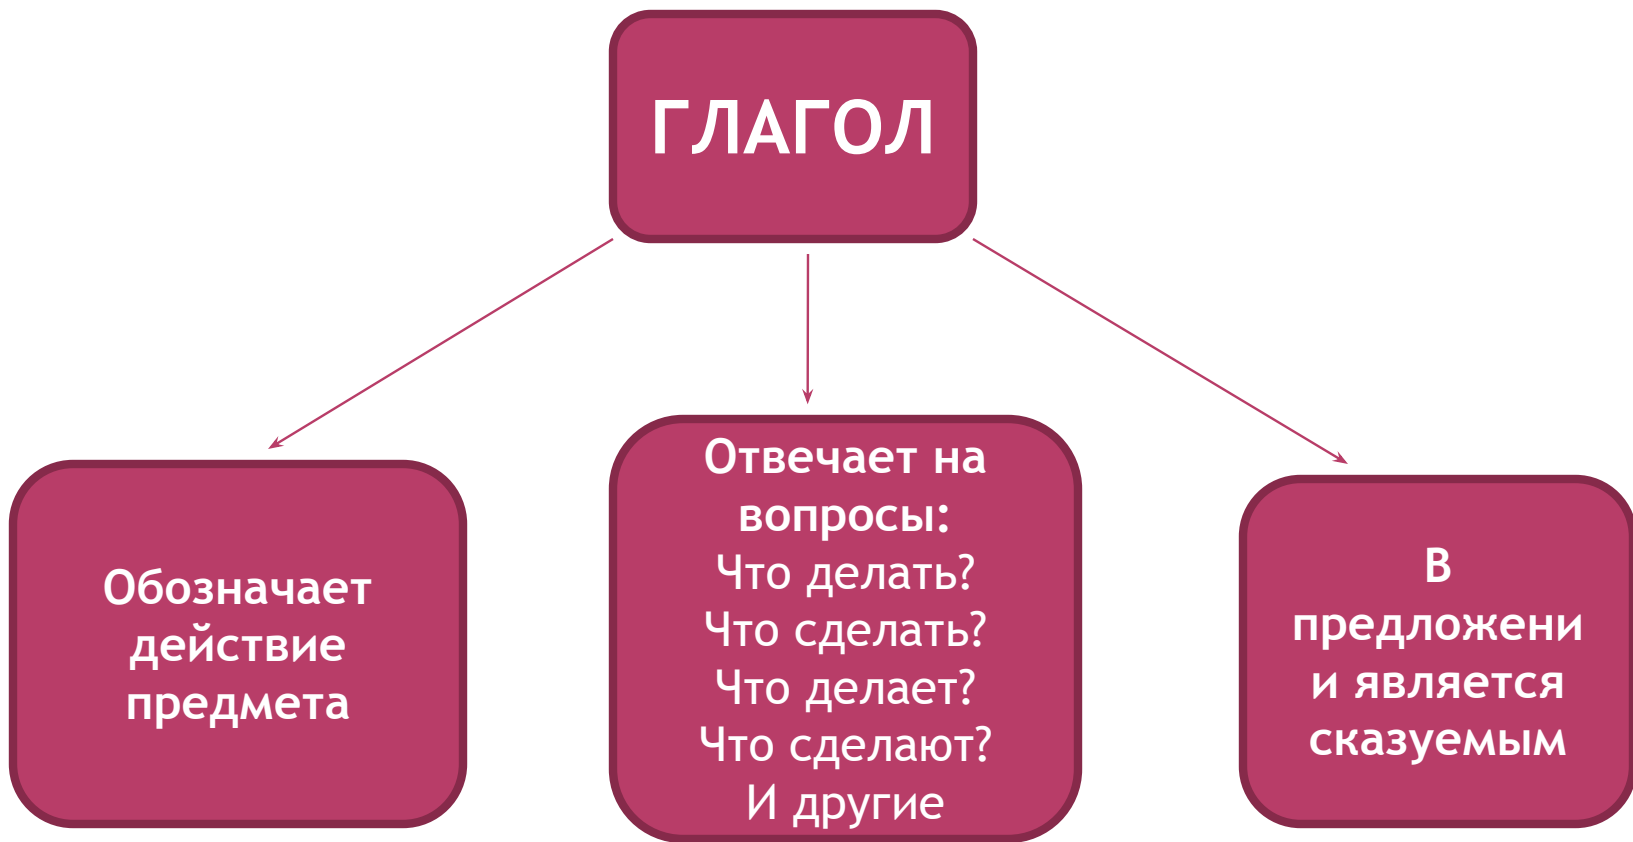 ГЛАГОЛ
Обозначает
действие
предмета
Отвечает на
вопросы:
Что делать?
Что сделать?
Что делает?
Что сделают?
И другие
В
предложени
и является
сказуемым